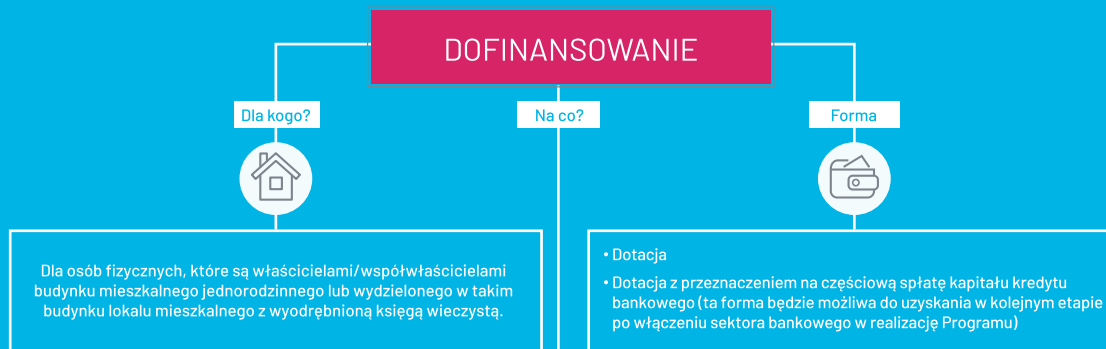 DOFINANSOWANIE
Dla kogo?
Na co?
Forma
Dla osób fizycznych, które są właścicielami/współwłaścicielami
budynku mieszkalnego jednorodzinnego lub wydzielonego w takim
budynku lokalu mieszkalnego z wyodrębnioną księgą wieczystą.
• Dotacja
• Dotacja z przeznaczeniem na częściową spłatę kapitału kredytu
bankowego (ta forma będzie możliwa do uzyskania w kolejnym etapie
po włączeniu sektora bankowego w realizację Programu)